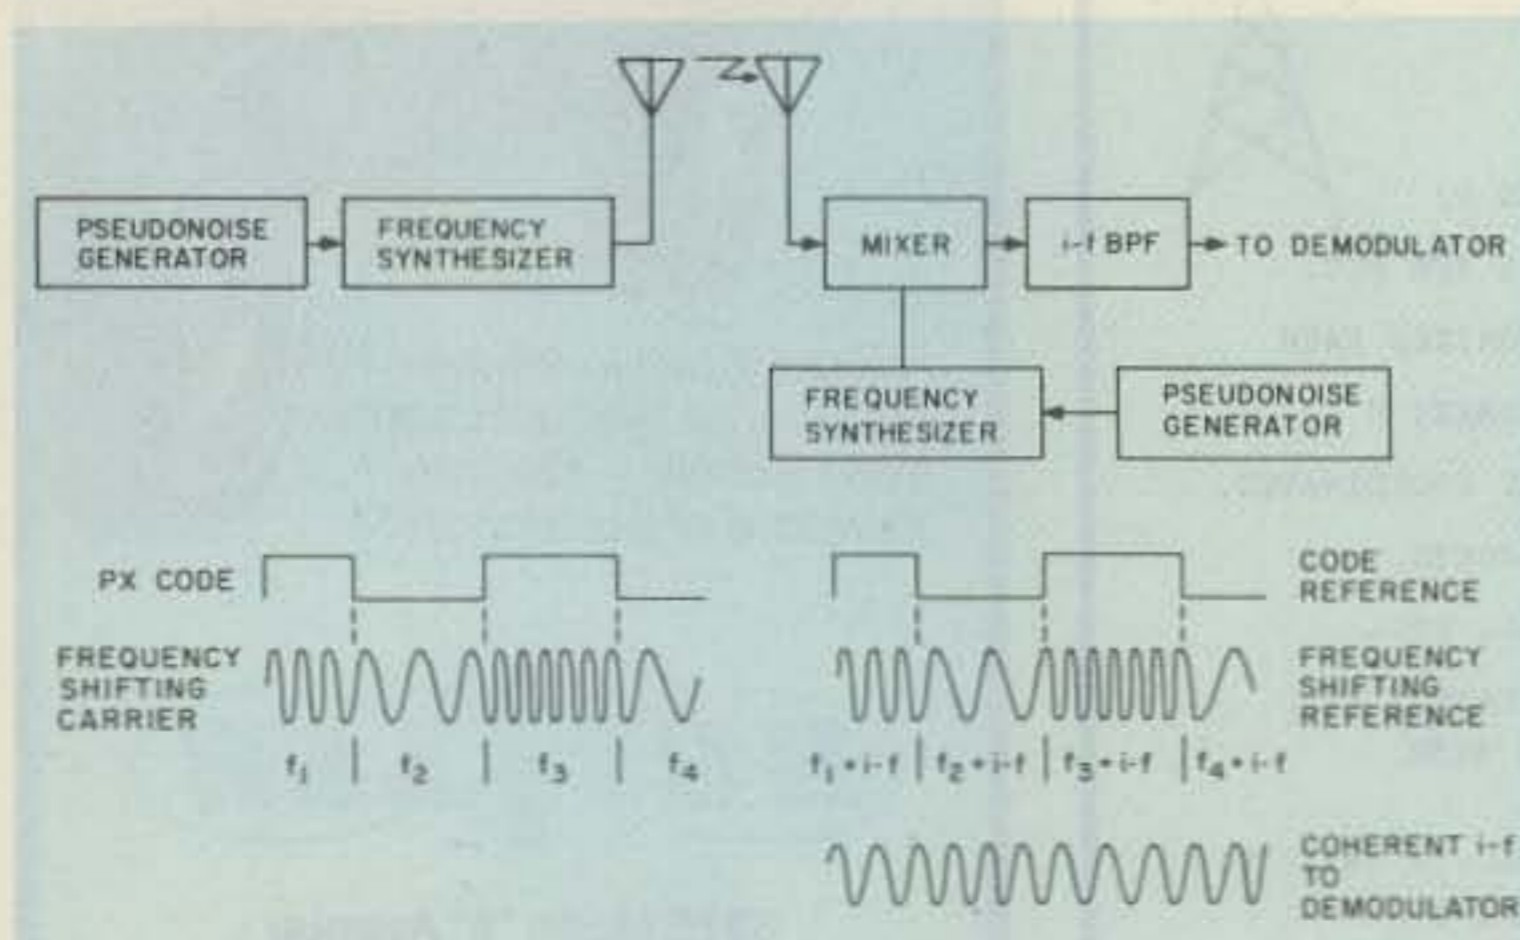 PSEUDONOISE
GENERATOR
FREQUENCY
SYNTHESIZER
MIXER
i-f BPF
TO DEMODULATOR
FREQUENCY
SYNTHESIZER
PSEUDONOISE
GENERATOR
PX CODE
CODE
REFERENCE
FREQUENCY
SHIFTING
CARRIER
FREQUENCY
SHIFTING
REFERENCE
f1 | f2 | f3 | f4
f1+i-f | f2+i-f | f3+i-f | f4+i-f
COHERENT i-f
TO
DEMODULATOR